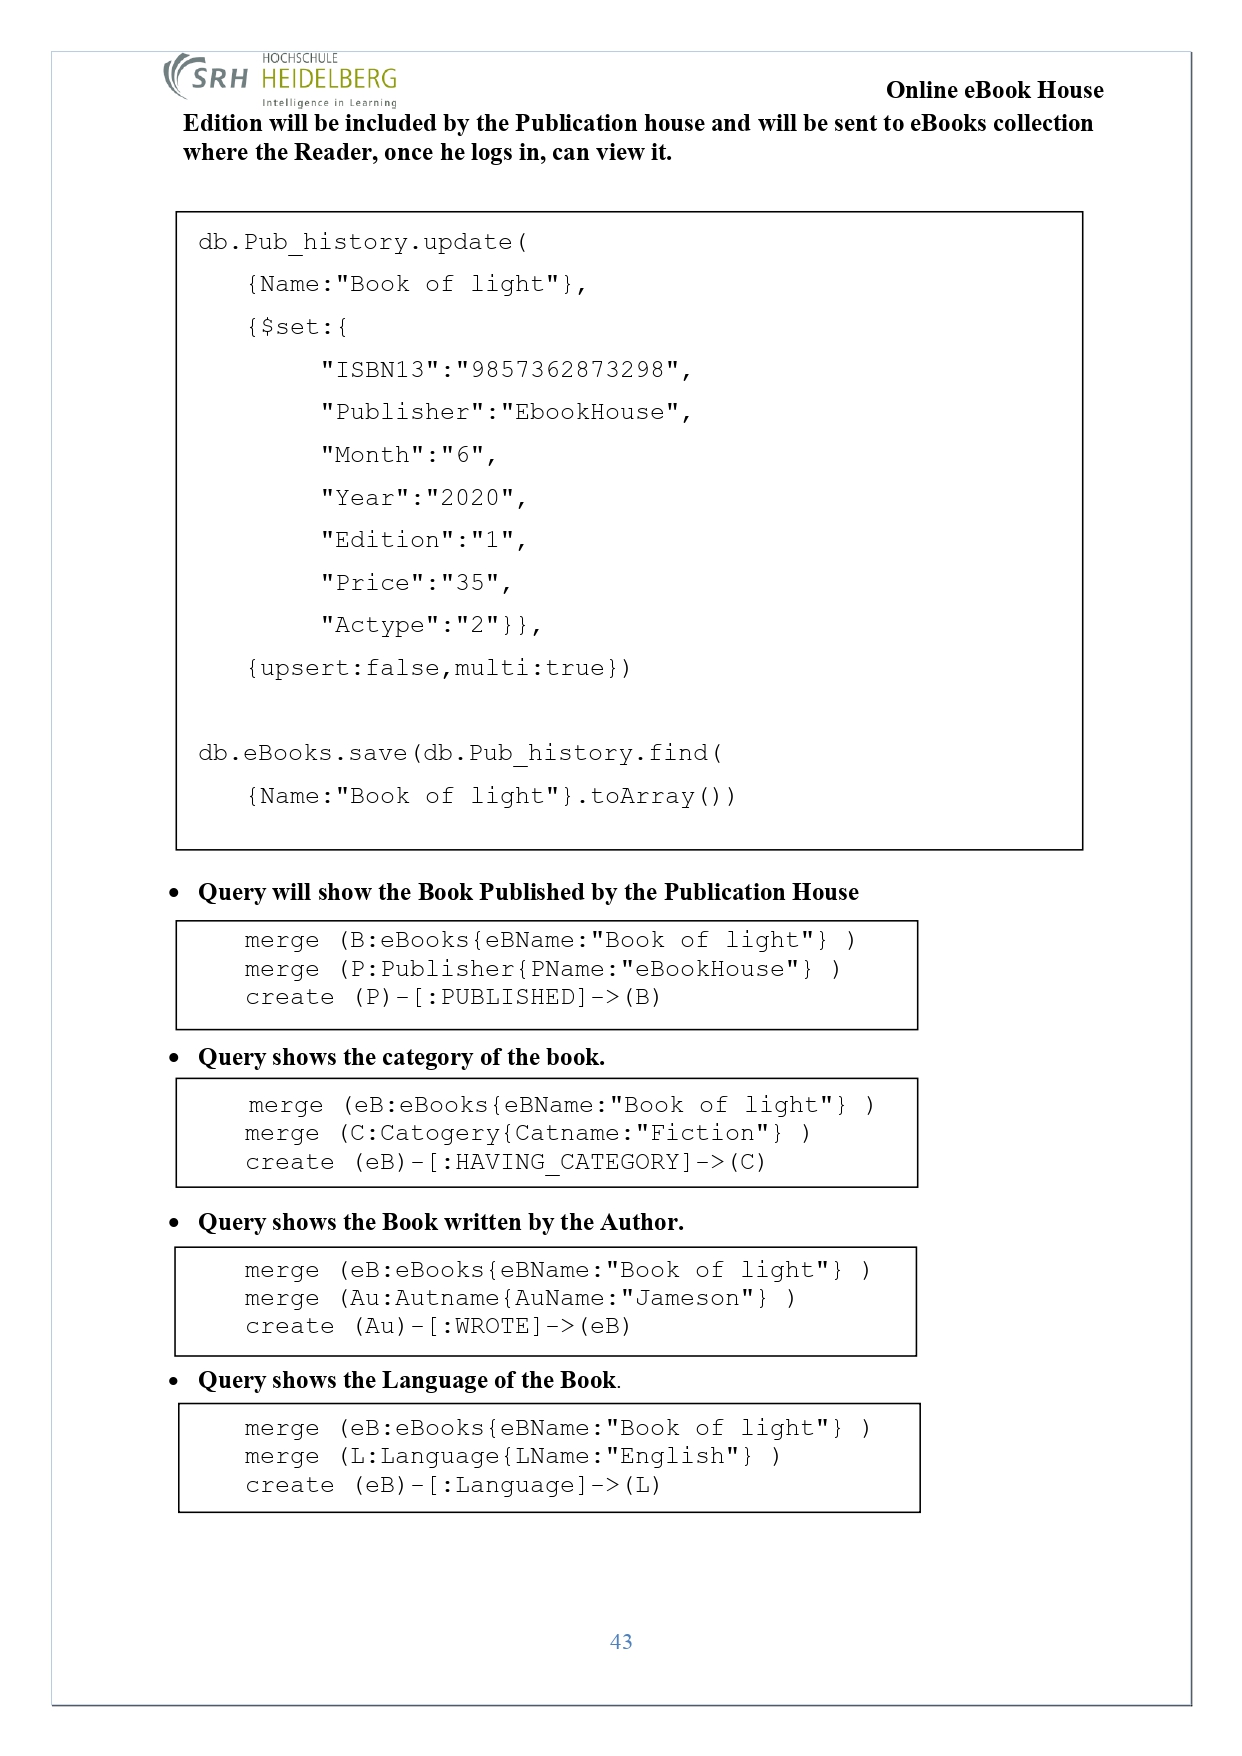 SRH HOCHSCHULE
HEIDELBERG
Intelligence in Learning
Online eBook House
Edition will be included by the Publication house and will be sent to eBooks collection
where the Reader, once he logs in, can view it.
db.Pub_history.update(
{Name:"Book of light"},
{$set:{
"ISBN13":"9857362873298",
"Publisher":"EbookHouse",
"Month":"6",
"Year":"2020",
"Edition":"1",
"Price":"35",
"Actype":"2"}},
{upsert:false,multi:true})
db.eBooks.save(db.Pub_history.find(
{Name:"Book of light"}.toArray())
• Query will show the Book Published by the Publication House
merge (B:eBooks{eBName:"Book of light"} )
merge (P:Publisher{PName:"eBookHouse"} )
create (P)-[:PUBLISHED]->(B)
• Query shows the category of the book.
merge (eB:eBooks{eBName:"Book of light"} )
merge (C:Catogery{Catname:"Fiction"} )
create (eB)-[:HAVING_CATEGORY]->(C)
• Query shows the Book written by the Author.
merge (eB:eBooks{eBName:"Book of light"} )
merge (Au:Autname{AuName:"Jameson"} )
create (Au)-[:WROTE]->(eB)
• Query shows the Language of the Book.
merge (eB:eBooks{eBName:"Book of light"} )
merge (L:Language{LName:"English"} )
create (eB)-[:Language]->(L)
43